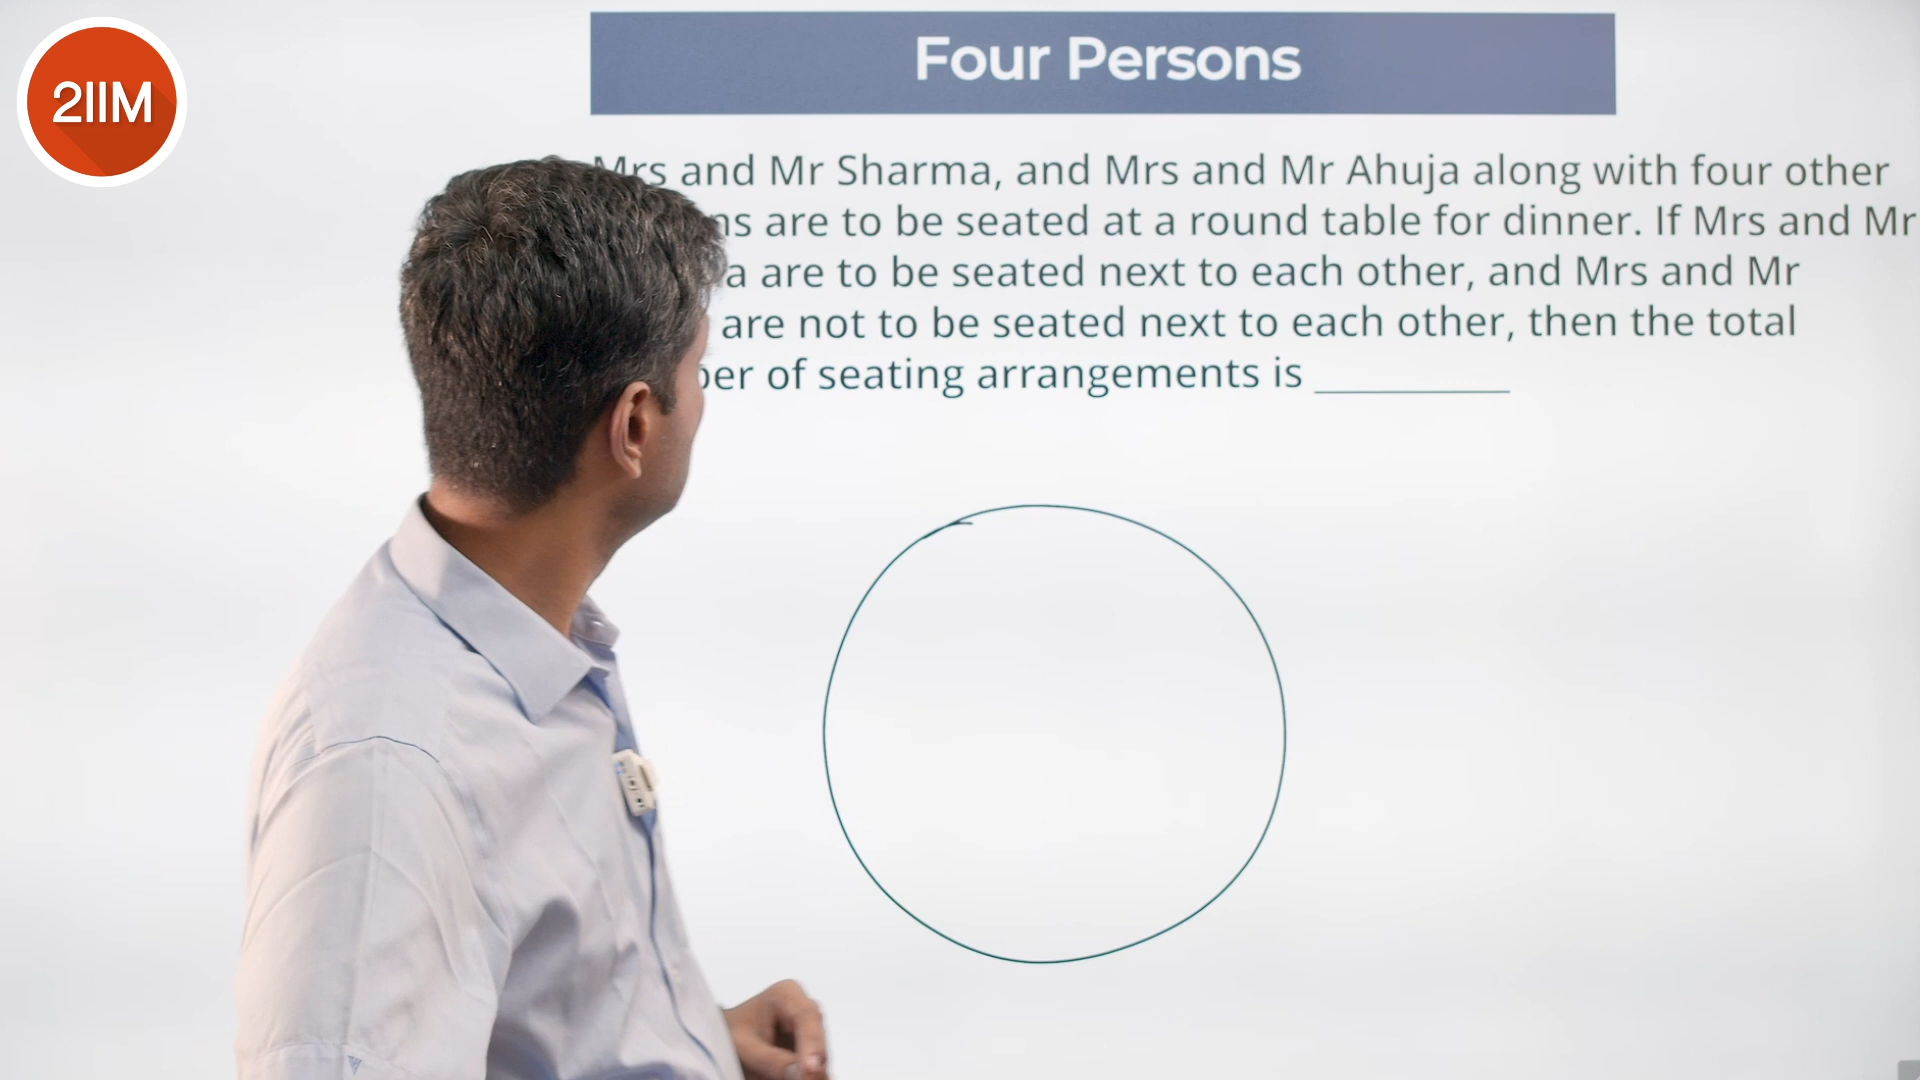 2IIM
Four Persons
Mrs and Mr Sharma, and Mrs and Mr Ahuja along with four other
are to be seated at a round table for dinner. If Mrs and Mr
are to be seated next to each other, and Mrs and Mr
are not to be seated next to each other, then the total
of seating arrangements is __________